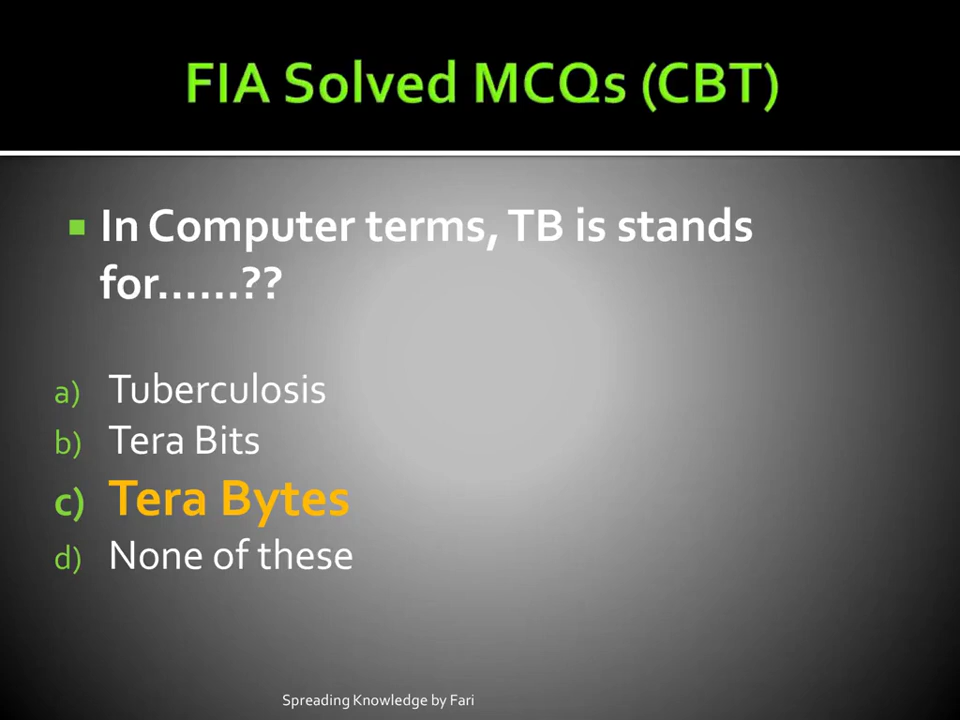 FIA Solved MCQs (CBT)
In Computer terms, TB is stands
for......??
a) Tuberculosis
b) Tera Bits
c) Tera Bytes
d) None of these
Spreading Knowledge by Fari